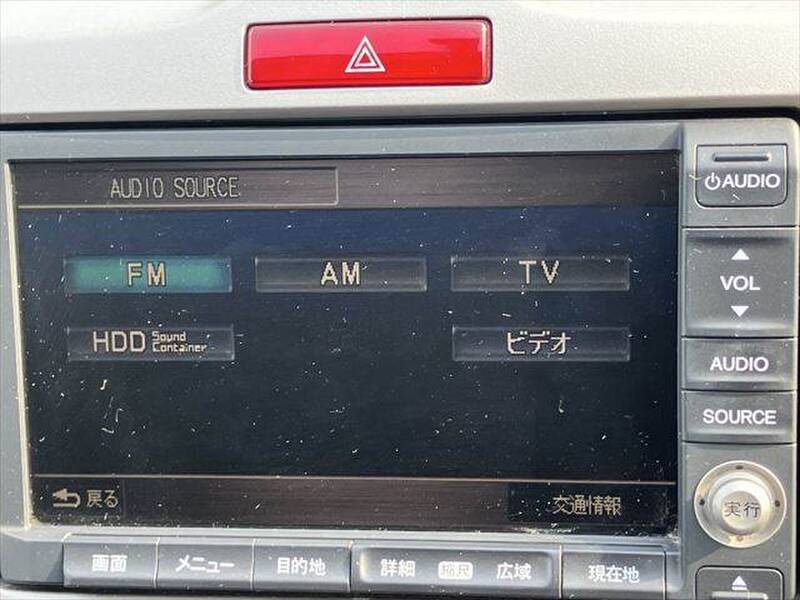 AUDIO SOURCE
AUDIO
FM AM TV
VOL
HDD Sound Container
ビデオ
AUDIO
SOURCE
戻る
交通情報
実行
画面 メニュー 目的地 詳細 縮尺 広域 現在地